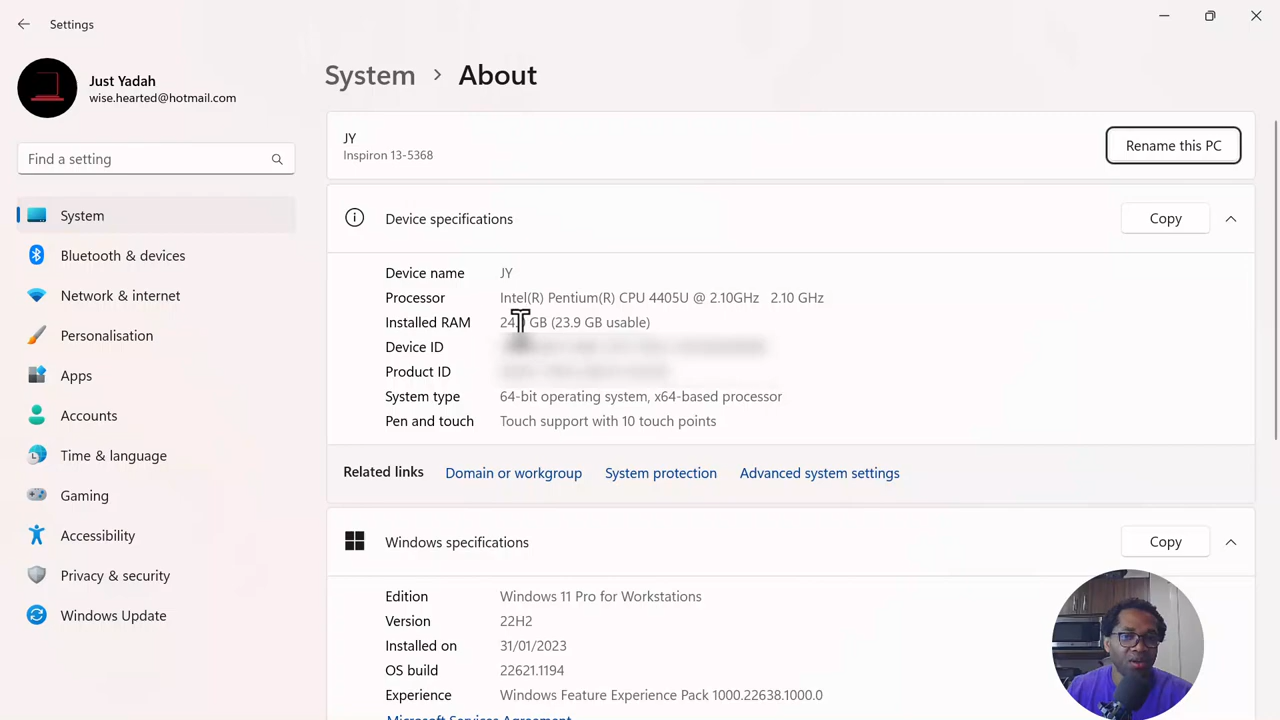 Settings
Just Yadah
wise.hearted@hotmail.com
Find a setting
System
Bluetooth & devices
Network & internet
Personalisation
Apps
Accounts
Time & language
Gaming
Accessibility
Privacy & security
Windows Update
System > About
JY
Inspiron 13-5368
Rename this PC
Device specifications
Copy
Device name JY
Processor Intel(R) Pentium(R) CPU 4405U @ 2.10GHz 2.10 GHz
Installed RAM GB (23.9 GB usable)
Device ID
Product ID
System type 64-bit operating system, x64-based processor
Pen and touch Touch support with 10 touch points
Related links Domain or workgroup System protection Advanced system settings
Windows specifications
Copy
Edition Windows 11 Pro for Workstations
Version 22H2
Installed on 31/01/2023
OS build 22621.1194
Experience Windows Feature Experience Pack 1000.22638.1000.0
Microsoft Services Agreement